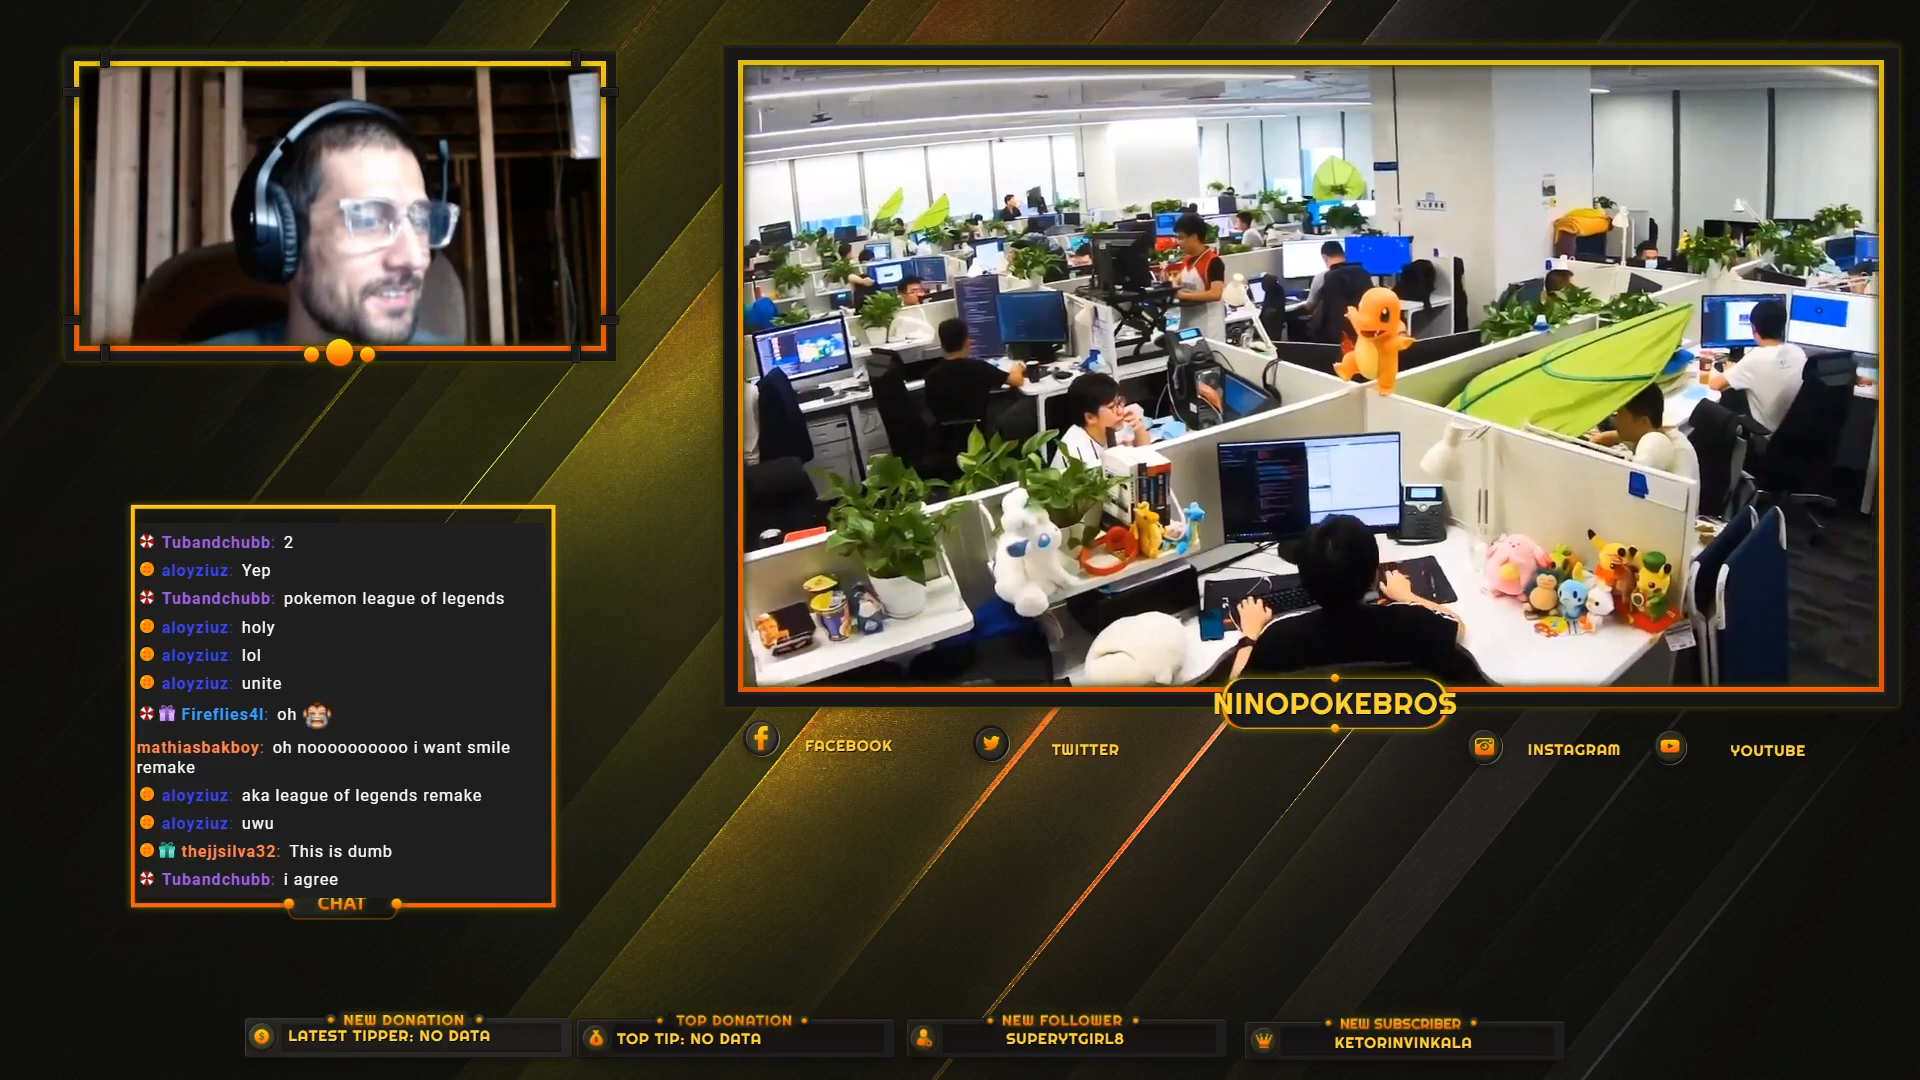 Tubandchubb: 2
aloyziuz: Yep
Tubandchubb: pokemon league of legends
aloyziuz: holy
aloyziuz: lol
aloyziuz: unite
Fireflies4l: oh
mathiasbakboy: oh noooooooooo i want smile
remake
aloyziuz: aka league of legends remake
aloyziuz: uwu
thejjsilva32: This is dumb
Tubandchubb: i agree
CHAT
NINOPOKEBROS
FACEBOOK
TWITTER
INSTAGRAM
YOUTUBE
NEW DONATION
LATEST TIPPER: NO DATA
TOP DONATION
TOP TIP: NO DATA
NEW FOLLOWER
SUPERYTGIRL8
NEW SUBSCRIBER
KETORINVINKALA